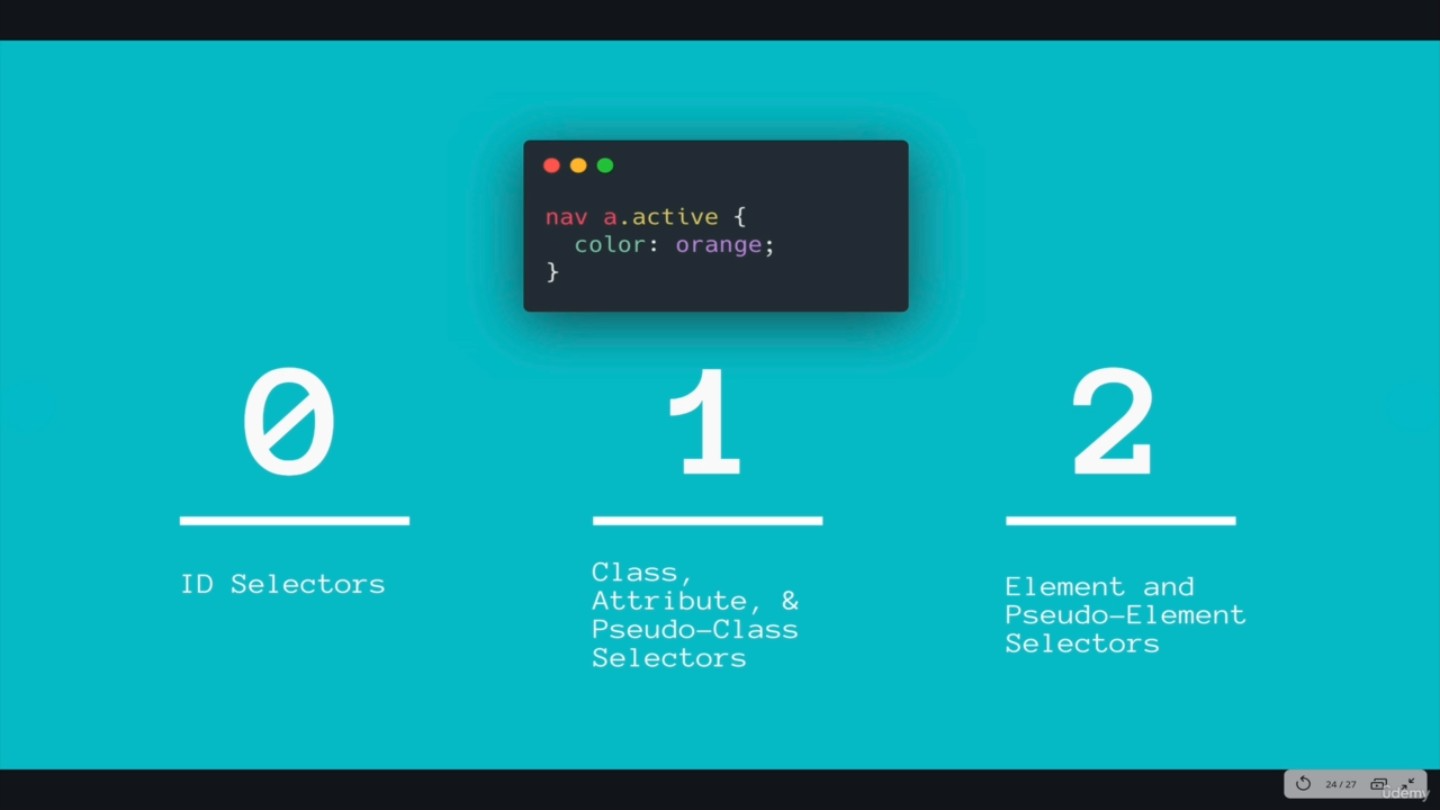 nav a.active {
  color: orange;
}
0
1
2
ID Selectors
Class,
Attribute, &
Pseudo-Class
Selectors
Element and
Pseudo-Element
Selectors
24 / 27
ûdemy